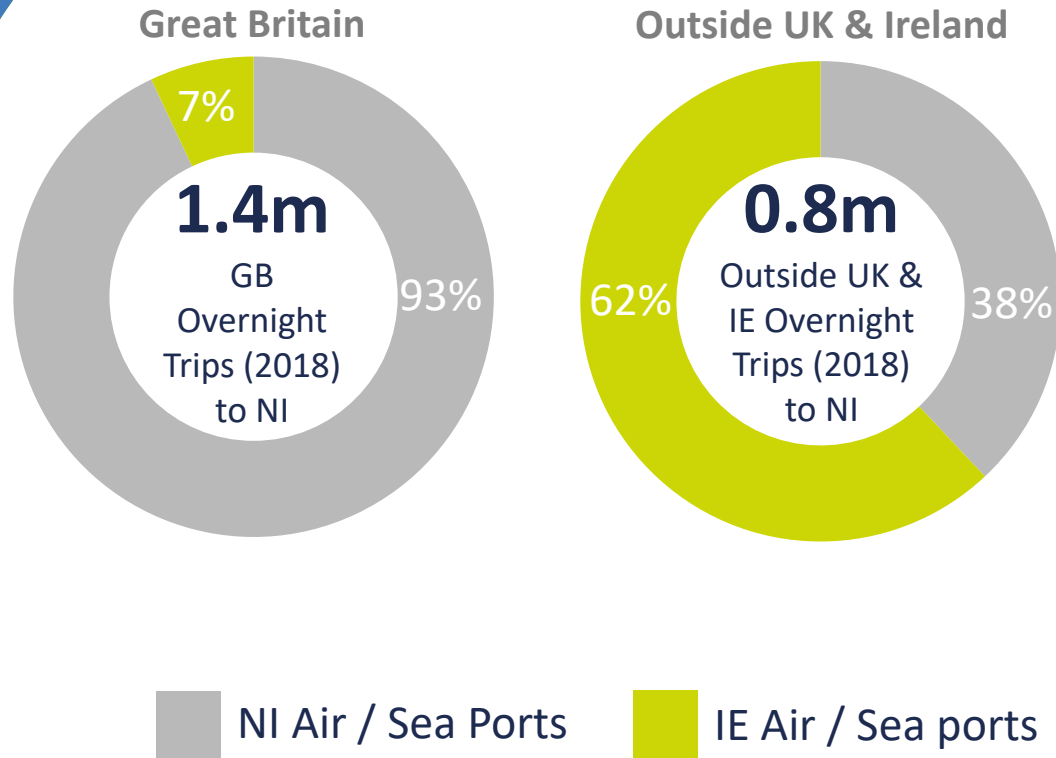 Great Britain
7%
93%
1.4m
GB
Overnight
Trips (2018)
to NI
Outside UK & Ireland
62%
38%
0.8m
Outside UK &
IE Overnight
Trips (2018)
to NI
NI Air / Sea Ports
IE Air / Sea ports